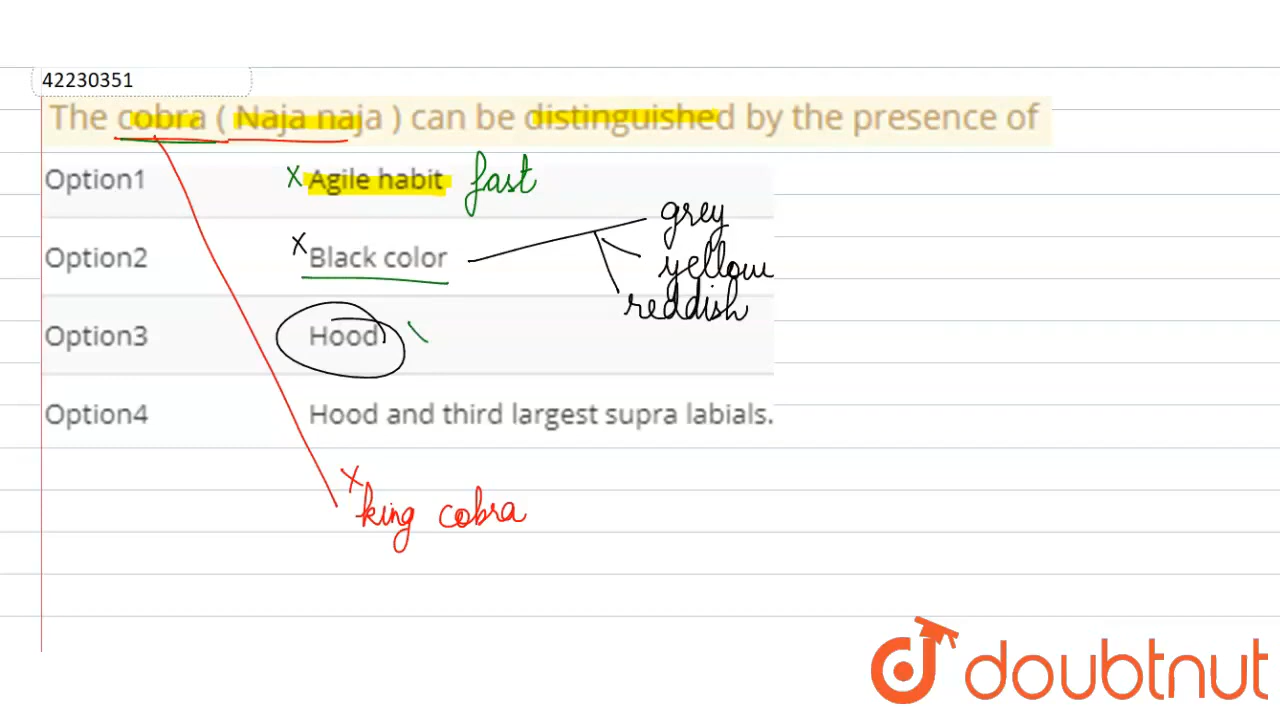 42230351
The cobra ( Naja naja ) can be distinguished by the presence of
Option1 X Agile habit fast
grey
Option2 X Black color yellow
reddish
Option3 Hood
Option4 Hood and third largest supra labials.
X
king cobra
doubtnut